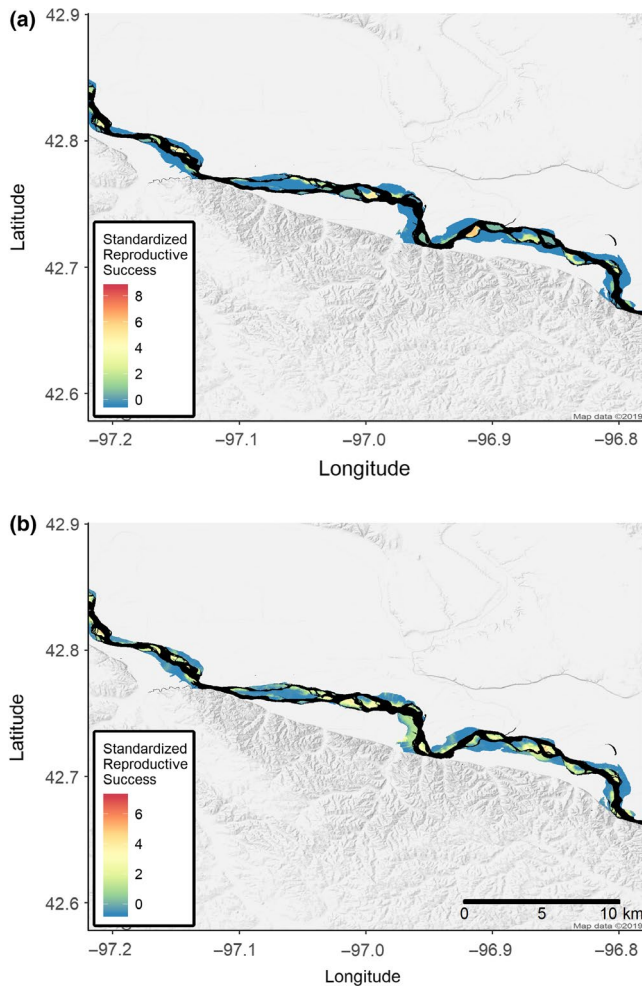 (a)
42.9
42.8
42.7
42.6
Latitude
Standardized
Reproductive
Success
8
6
4
2
0
Map data ©2019
−97.2 −97.1 −97.0 −96.9 −96.8
Longitude
(b)
42.9
42.8
42.7
42.6
Latitude
Standardized
Reproductive
Success
6
4
2
0
0 5 10 km
Map data ©2019
−97.2 −97.1 −97.0 −96.9 −96.8
Longitude